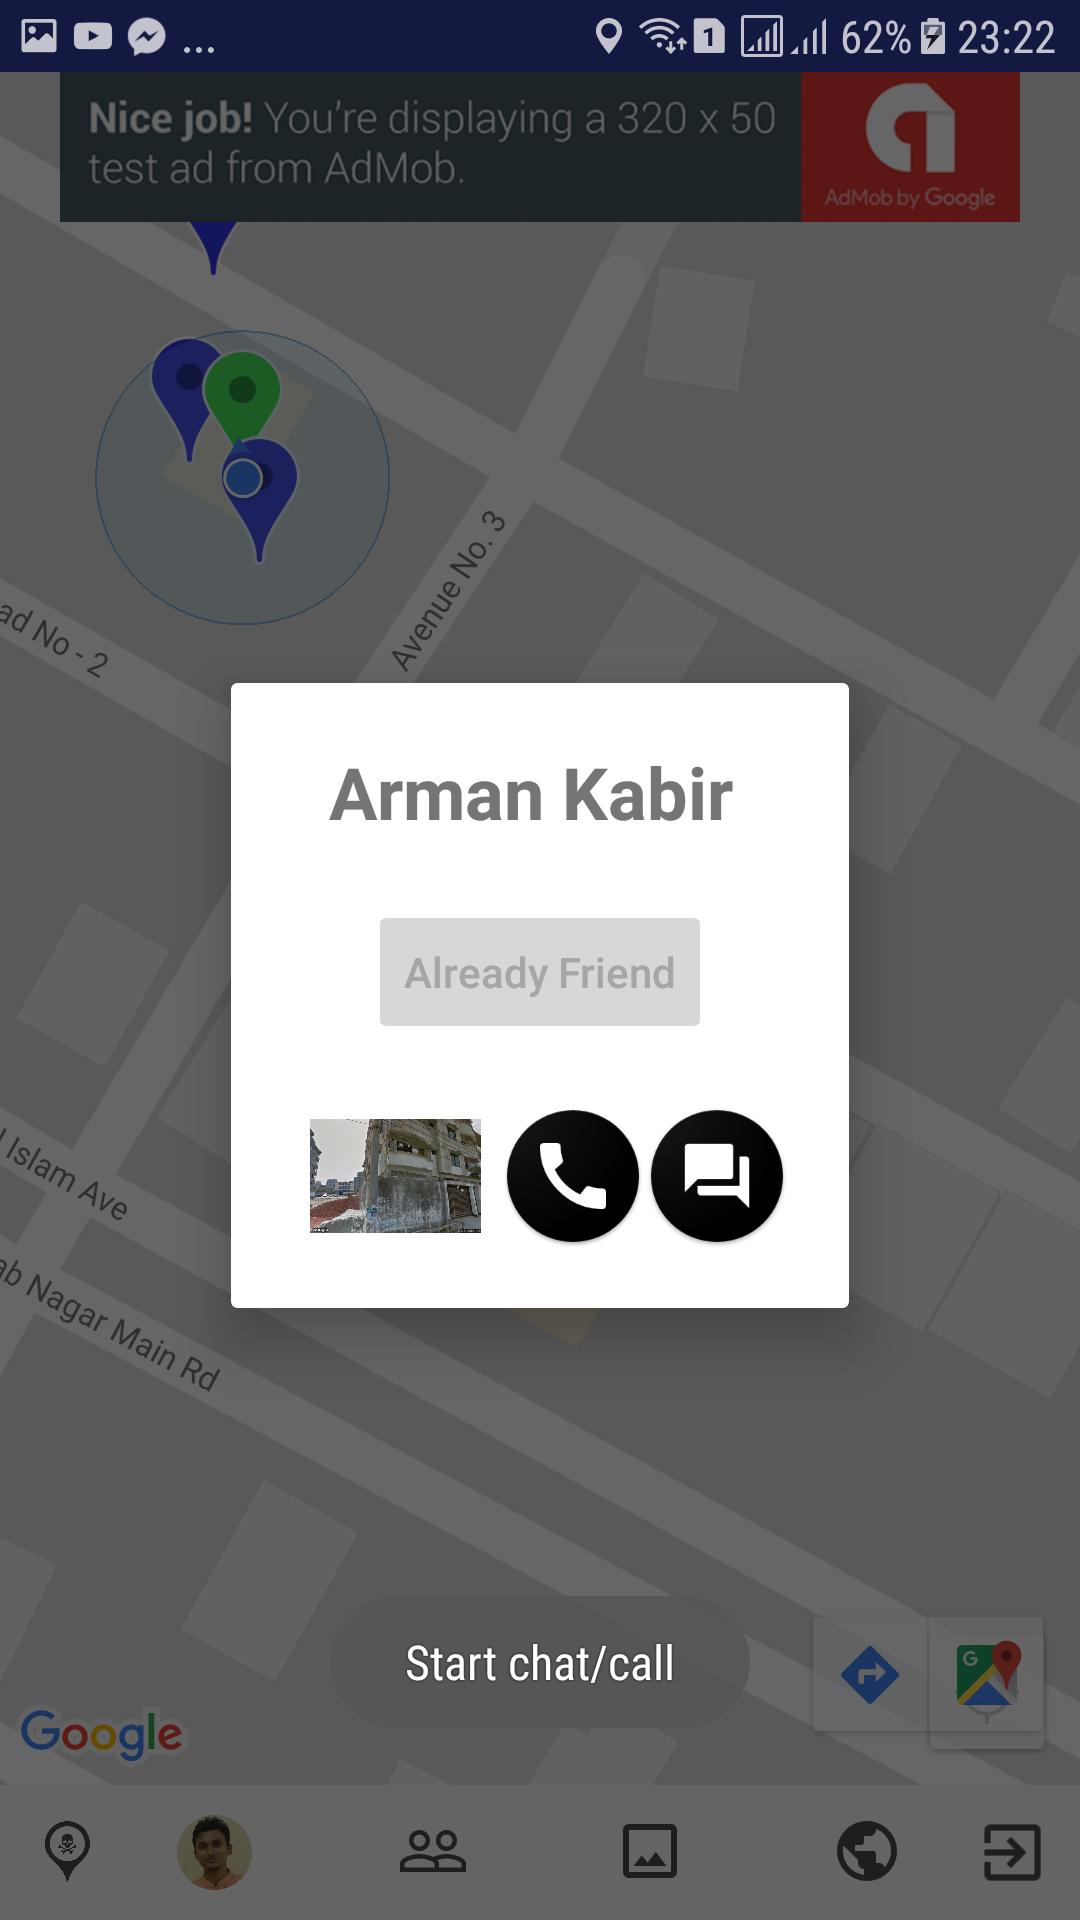 ... 1 62% 23:22
Nice job! You're displaying a 320 x 50
test ad from AdMob.
AdMob by Google
Avenue No. 3
ad No - 2
Arman Kabir
Already Friend
l Islam Ave
ab Nagar Main Rd
Start chat/call
G
Google